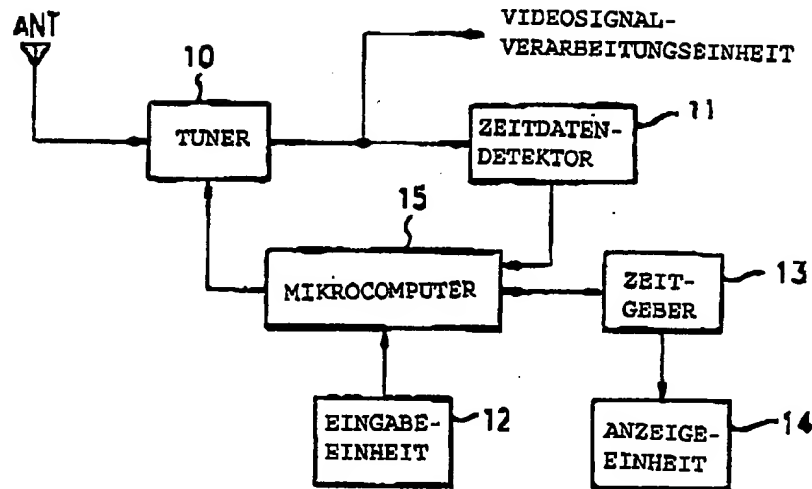 ANT
VIDEOSIGNAL-
VERARBEITUNGSEINHEIT
10
TUNER
11
ZEITDATEN-
DETEKTOR
15
MIKROCOMPUTER
13
ZEIT-
GEBER
12
EINGABE-
EINHEIT
14
ANZEIGE-
EINHEIT